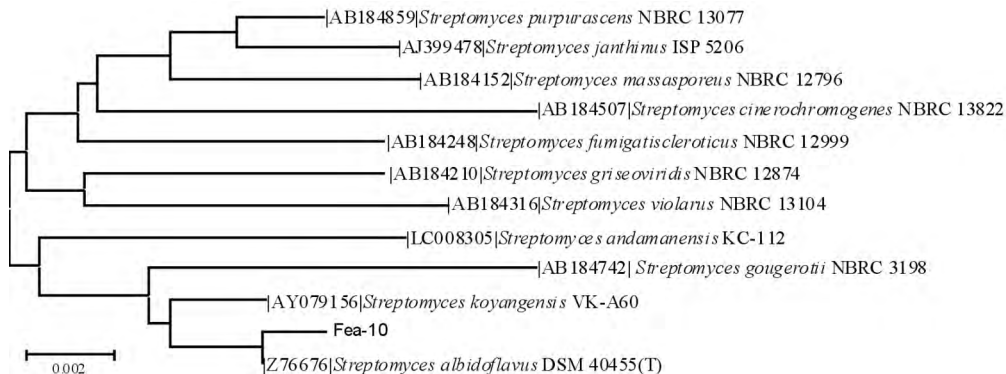 |AB184859|Streptomyces purpurascens NBRC 13077
|AJ399478|Streptomyces janthinus ISP 5206
|AB184152|Streptomyces massasporeus NBRC 12796
|AB184507|Streptomyces cinerochromogenes NBRC 13822
|AB184248|Streptomyces fumigatiscleroticus NBRC 12999
|AB184210|Streptomyces griseoviridis NBRC 12874
|AB184316|Streptomyces violarus NBRC 13104
|LC008305|Streptomyces andamanensis KC-112
|AB184742| Streptomyces gougerotii NBRC 3198
|AY079156|Streptomyces koyangensis VK-A60
Fea-10
|Z76676|Streptomyces albidoflavus DSM 40455(T)
0.002